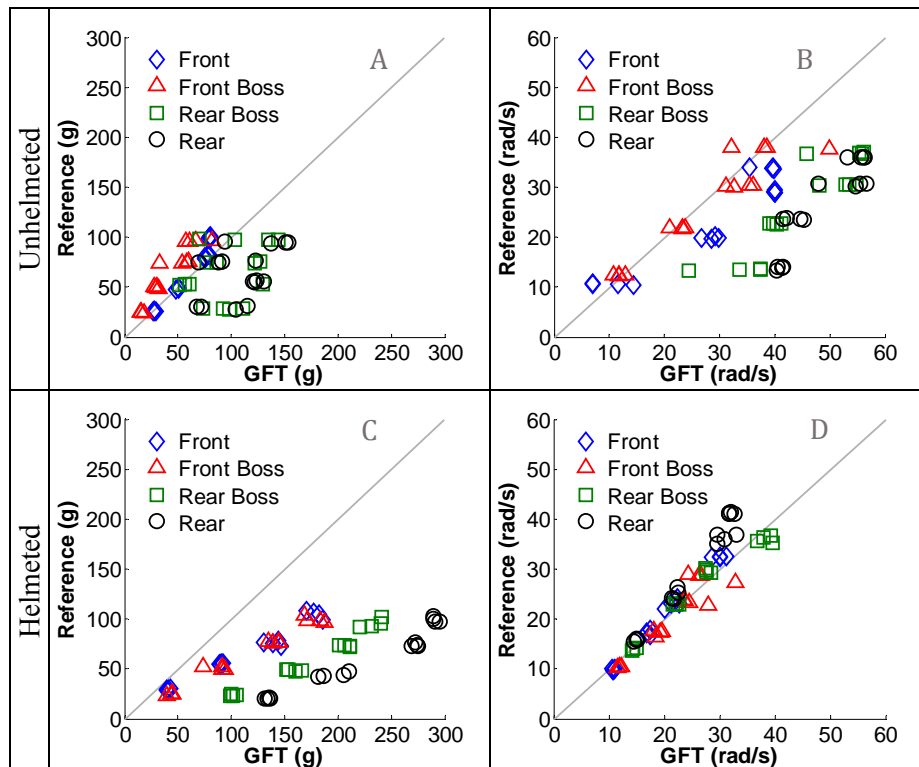 Unhelmeted
A
Front
Front Boss
Rear Boss
Rear
Reference (g)
300
250
200
150
100
50
0
0 50 100 150 200 250 300
GFT (g)
B
Front
Front Boss
Rear Boss
Rear
Reference (rad/s)
60
50
40
30
20
10
0
0 10 20 30 40 50 60
GFT (rad/s)
Helmeted
C
Front
Front Boss
Rear Boss
Rear
Reference (g)
300
250
200
150
100
50
0
0 50 100 150 200 250 300
GFT (g)
D
Front
Front Boss
Rear Boss
Rear
Reference (rad/s)
60
50
40
30
20
10
0
0 10 20 30 40 50 60
GFT (rad/s)